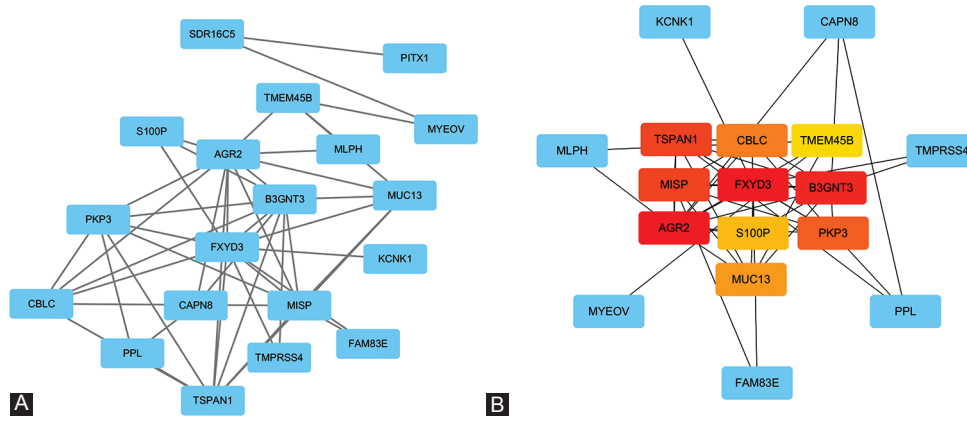 SDR16C5
PITX1
TMEM45B
MYEOV
S100P
AGR2
MLPH
B3GNT3
MUC13
PKP3
FXYD3
KCNK1
CBLC
CAPN8
MISP
PPL
TMPRSS4
FAM83E
TSPAN1
A
KCNK1
CAPN8
MLPH
TSPAN1
CBLC
TMEM45B
TMPRSS4
MISP
FXYD3
B3GNT3
AGR2
S100P
PKP3
MUC13
MYEOV
PPL
FAM83E
B